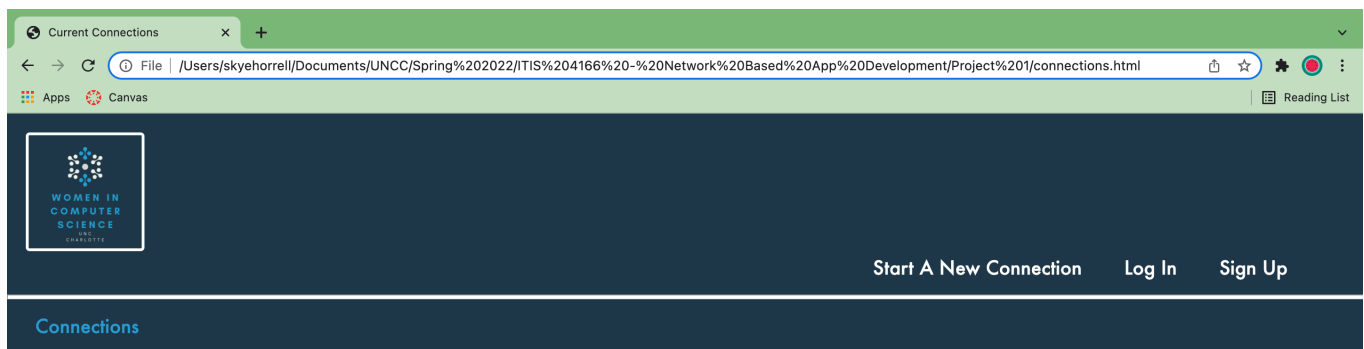 Current Connections
File | /Users/skyehorrell/Documents/UNCC/Spring%202022/ITIS%204166%20-%20Network%20Based%20App%20Development/Project%201/connections.html
Apps Canvas Reading List
WOMEN IN
COMPUTER
SCIENCE
UNC
CHARLOTTE
Start A New Connection Log In Sign Up
Connections